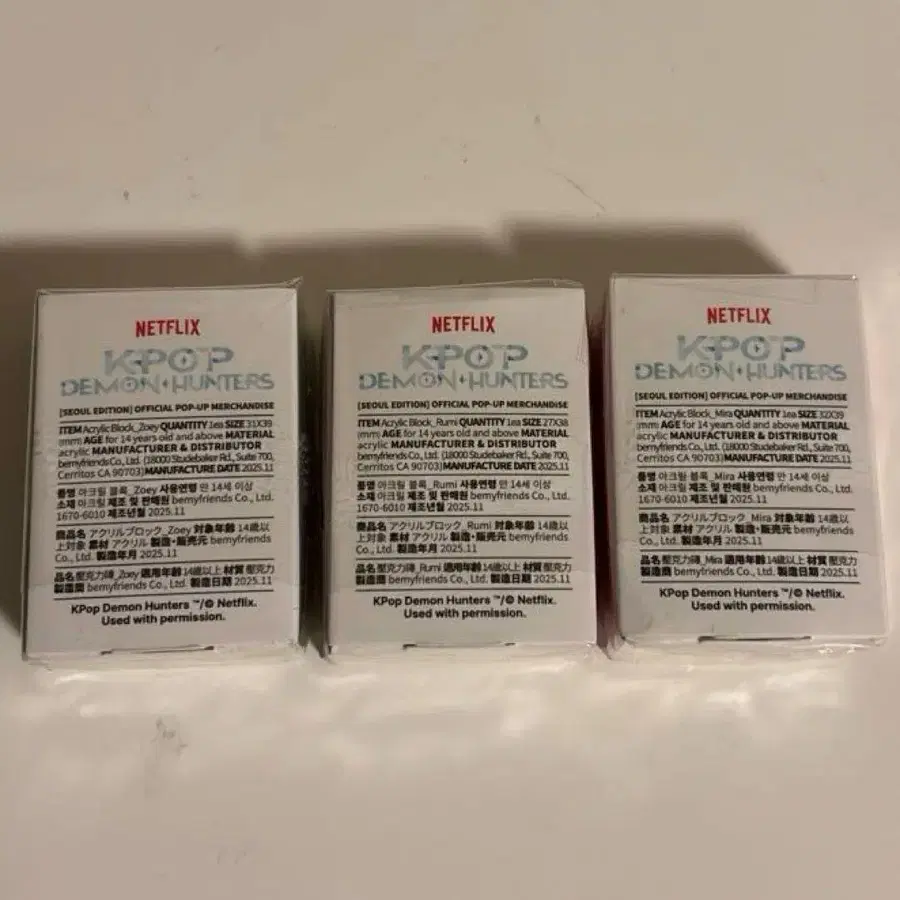 NETFLIX
K-POP
DEMON HUNTERS
[SEOUL EDITION] OFFICIAL POP-UP MERCHANDISE
ITEM Acrylic Block_Zoey QUANTITY 1ea SIZE 31X39
(mm) AGE for 14 years old and above MATERIAL
acrylic MANUFACTURER & DISTRIBUTOR
bemyfriends Co., Ltd. (18000 Studebaker Rd., Suite 700,
Cerritos CA 90703) MANUFACTURE DATE 2025.11
품명 아크릴 블록_Zoey 사용연령 만 14세 이상
소재 아크릴 제조 및 판매원 bemyfriends Co., Ltd.
1670-6010 제조년월 2025.11
商品名 アクリルブロック_Zoey 対象年齢 14歳以
上対象 素材 アクリル 製造・販売元 bemyfriends
Co., Ltd. 製造年月 2025.11
品名 壓克力磚_Zoey 適用年齡 14歲以上 材質 壓克力
製造商 bemyfriends Co., Ltd. 製造日期 2025.11
KPop Demon Hunters ™/© Netflix.
Used with permission.
NETFLIX
K-POP
DEMON HUNTERS
[SEOUL EDITION] OFFICIAL POP-UP MERCHANDISE
ITEM Acrylic Block_Rumi QUANTITY 1ea SIZE 27X38
(mm) AGE for 14 years old and above MATERIAL
acrylic MANUFACTURER & DISTRIBUTOR
bemyfriends Co., Ltd. (18000 Studebaker Rd., Suite 700,
Cerritos CA 90703) MANUFACTURE DATE 2025.11
품명 아크릴 블록_Rumi 사용연령 만 14세 이상
소재 아크릴 제조 및 판매원 bemyfriends Co., Ltd.
1670-6010 제조년월 2025.11
商品名 アクリルブロック_Rumi 対象年齢 14歳以
上対象 素材 アクリル 製造・販売元 bemyfriends
Co., Ltd. 製造年月 2025.11
品名 壓克力磚_Rumi 適用年齡 14歲以上 材質 壓克力
製造商 bemyfriends Co., Ltd. 製造日期 2025.11
KPop Demon Hunters ™/© Netflix.
Used with permission.
NETFLIX
K-POP
DEMON HUNTERS
[SEOUL EDITION] OFFICIAL POP-UP MERCHANDISE
ITEM Acrylic Block_Mira QUANTITY 1ea SIZE 32X39
(mm) AGE for 14 years old and above MATERIAL
acrylic MANUFACTURER & DISTRIBUTOR
bemyfriends Co., Ltd. (18000 Studebaker Rd., Suite 700,
Cerritos CA 90703) MANUFACTURE DATE 2025.11
품명 아크릴 블록_Mira 사용연령 만 14세 이상
소재 아크릴 제조 및 판매원 bemyfriends Co., Ltd.
1670-6010 제조년월 2025.11
商品名 アクリルブロック_Mira 対象年齢 14歳以
上対象 素材 アクリル 製造・販売元 bemyfriends
Co., Ltd. 製造年月 2025.11
品名 壓克力磚_Mira 適用年齡 14歲以上 材質 壓克力
製造商 bemyfriends Co., Ltd. 製造日期 2025.11
KPop Demon Hunters ™/© Netflix.
Used with permission.